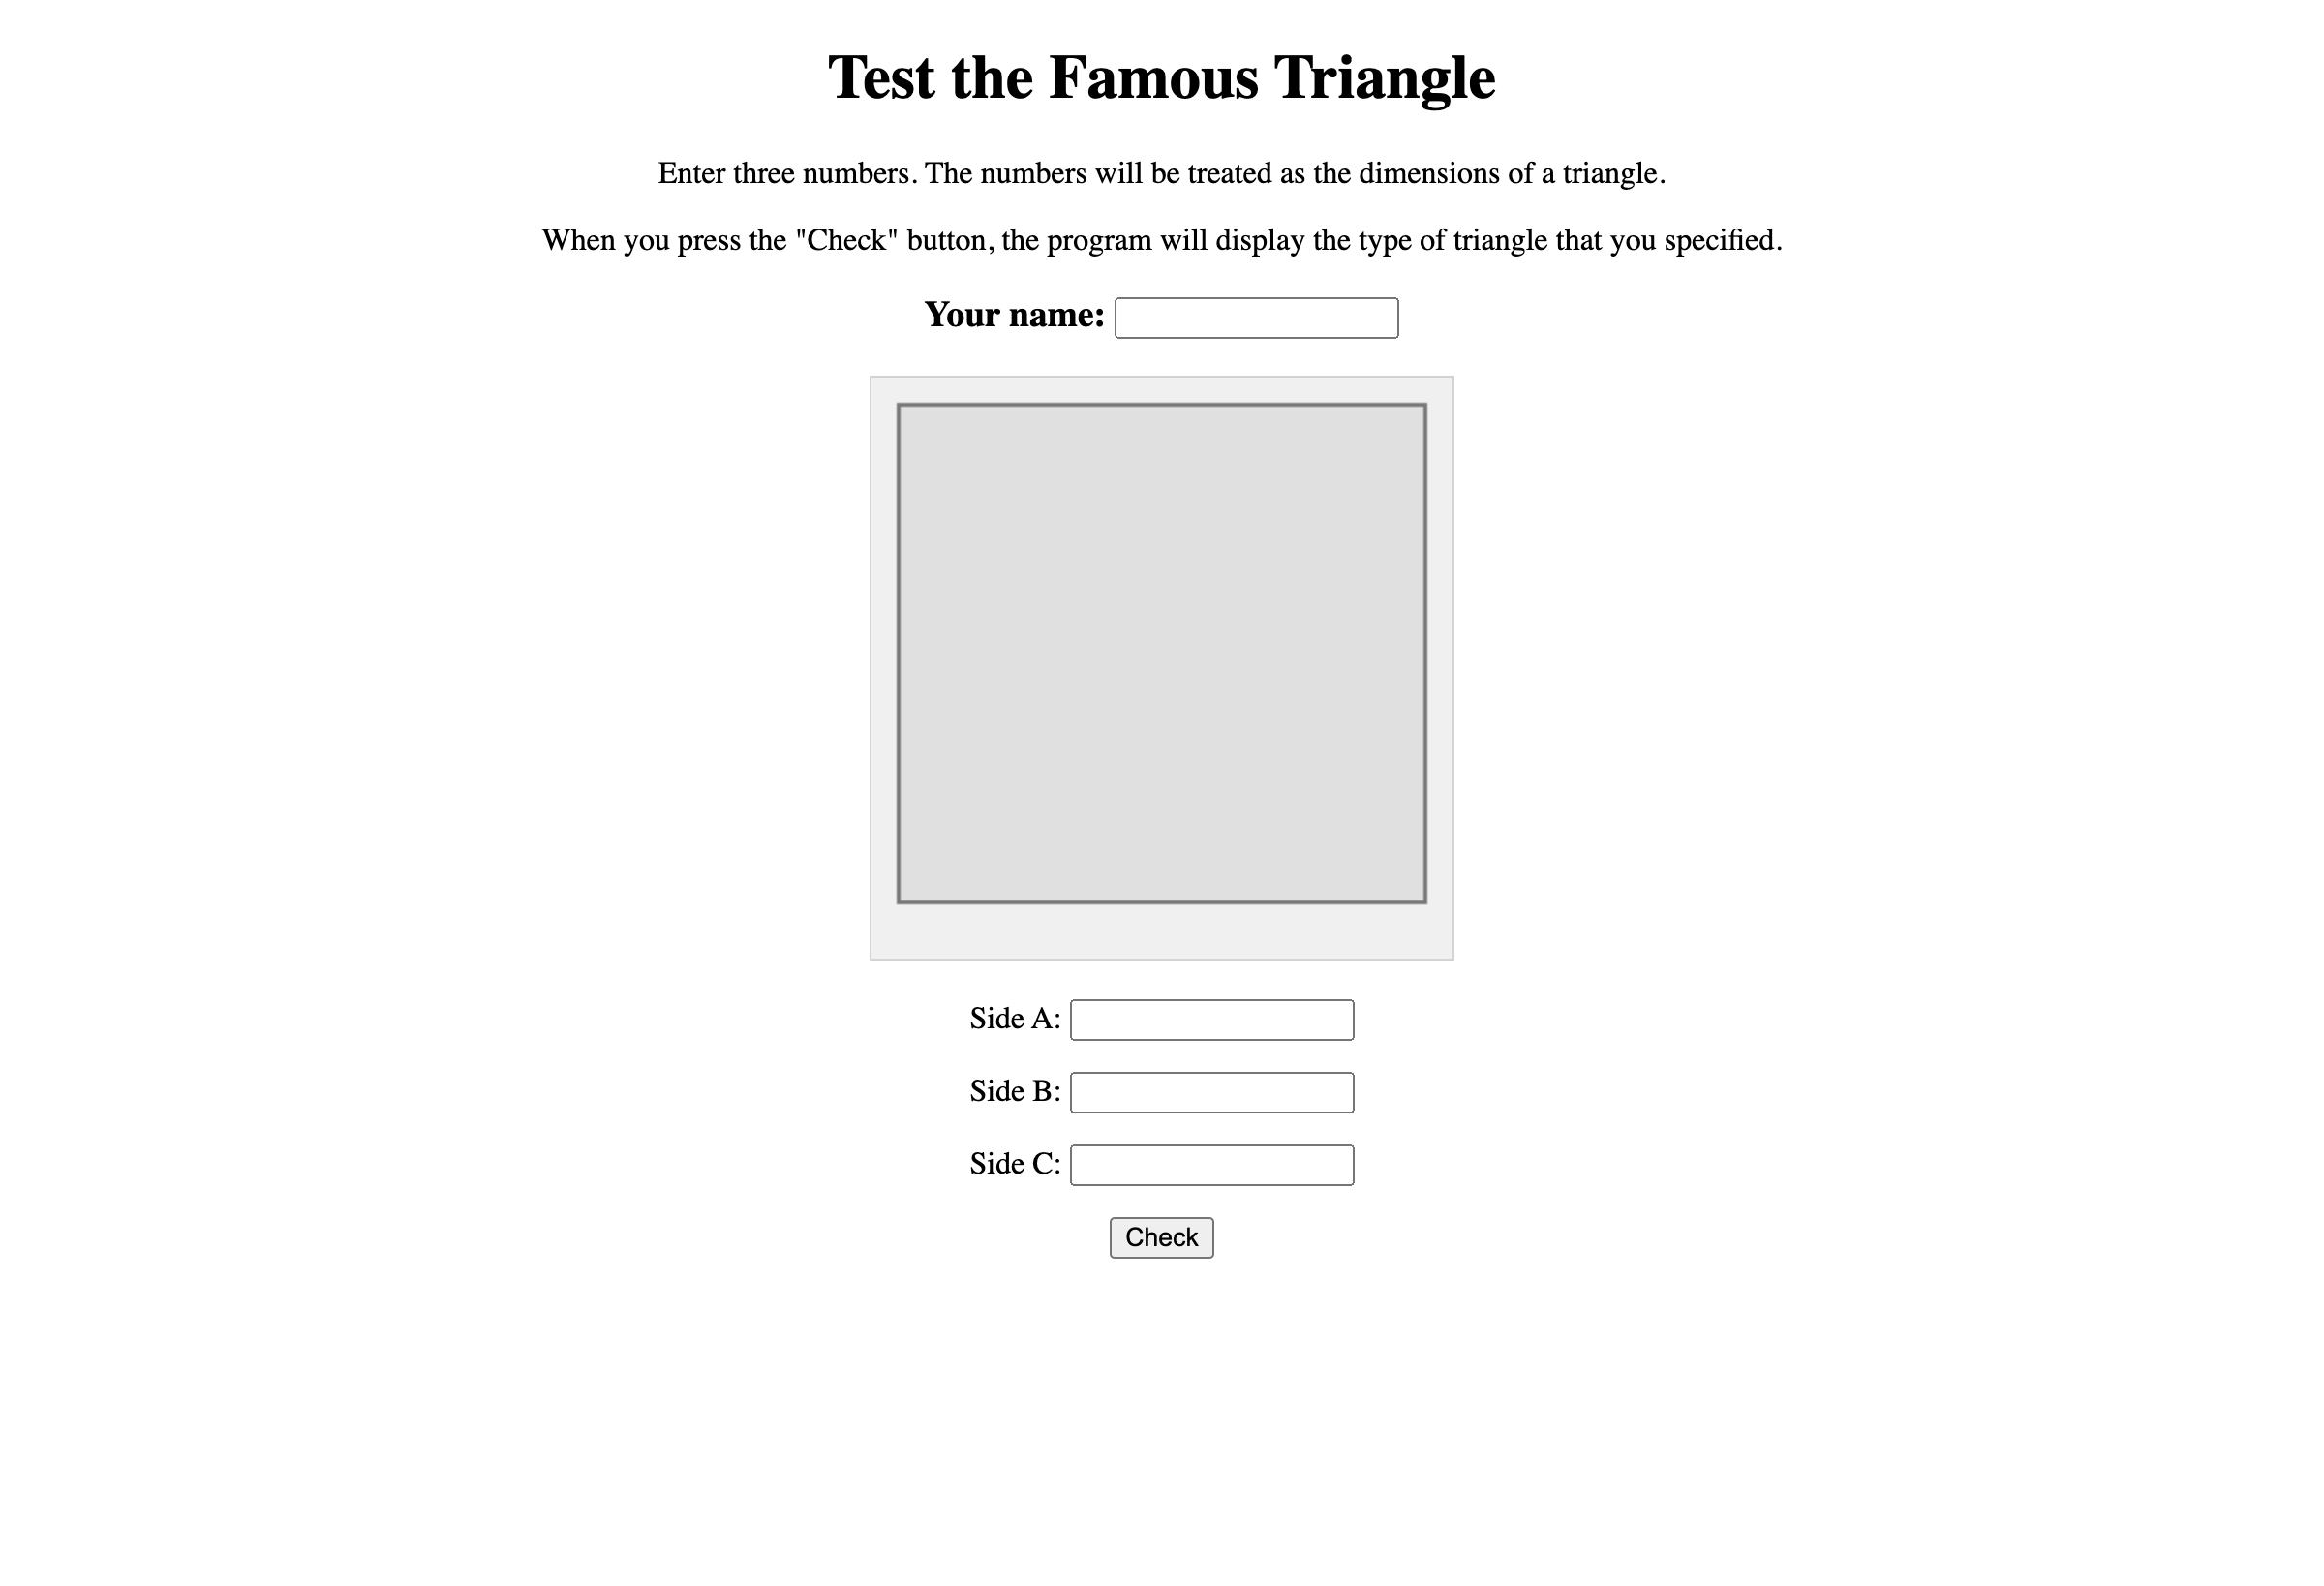 Test the Famous Triangle
Enter three numbers. The numbers will be treated as the dimensions of a triangle.
When you press the "Check" button, the program will display the type of triangle that you specified.
Your name:
Side A:
Side B:
Side C:
Check